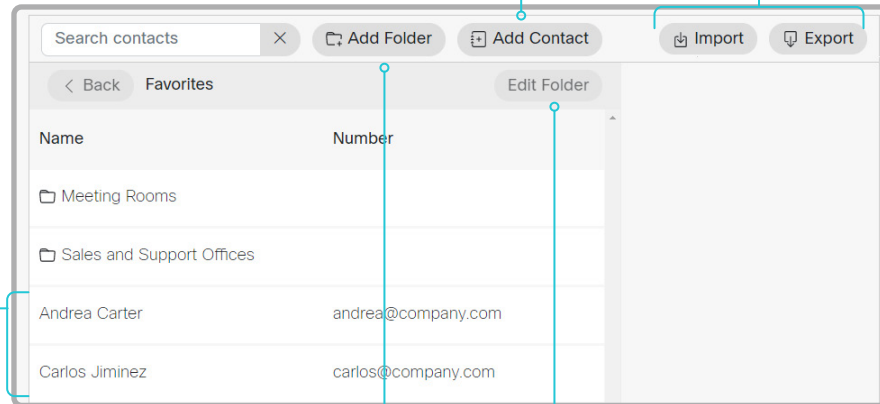 Search contacts Add Folder Add Contact Import Export
Back Favorites Edit Folder
Name Number
Meeting Rooms
Sales and Support Offices
Andrea Carter andrea@company.com
Carlos Jiminez carlos@company.com